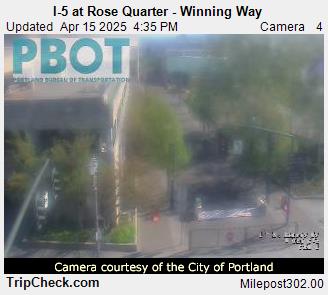 I-5 at Rose Quarter - Winning Way
Updated Apr 15 2025 4:35 PM Camera 4
PBOT
PORTLAND BUREAU OF TRANSPORTATION
Camera courtesy of the City of Portland
TripCheck.com Milepost302.00